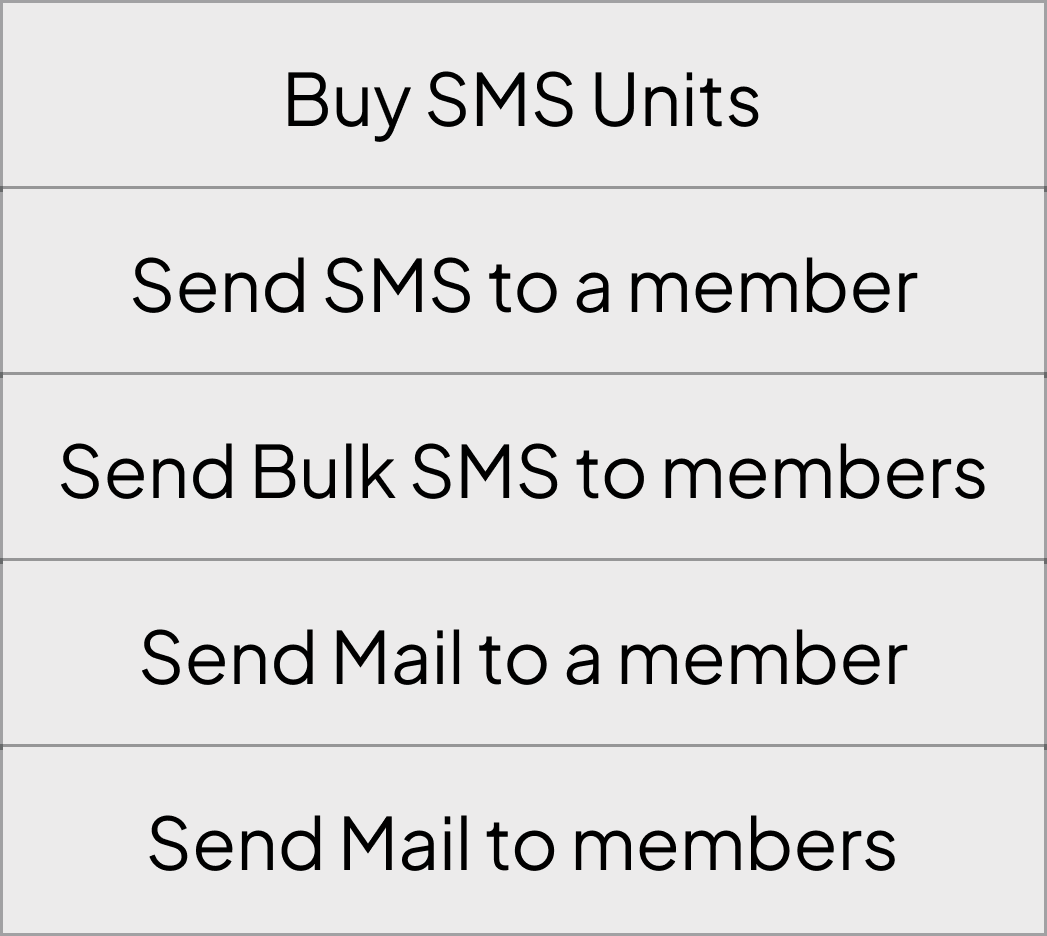 Buy SMS Units
Send SMS to a member
Send Bulk SMS to members
Send Mail to a member
Send Mail to members